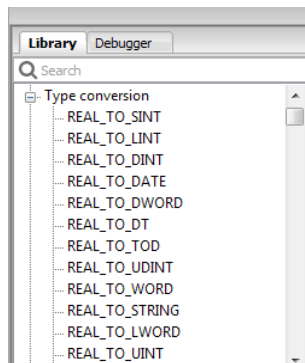 Library Debugger
Search
Type conversion
REAL_TO_SINT
REAL_TO_LINT
REAL_TO_DINT
REAL_TO_DATE
REAL_TO_DWORD
REAL_TO_DT
REAL_TO_TOD
REAL_TO_UDINT
REAL_TO_WORD
REAL_TO_STRING
REAL_TO_LWORD
REAL_TO_UINT